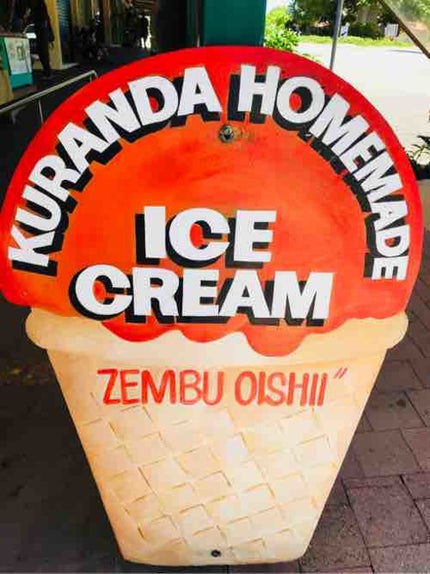 KURANDA HOMEMADE
ICE
CREAM
ZEMBU OISHII"